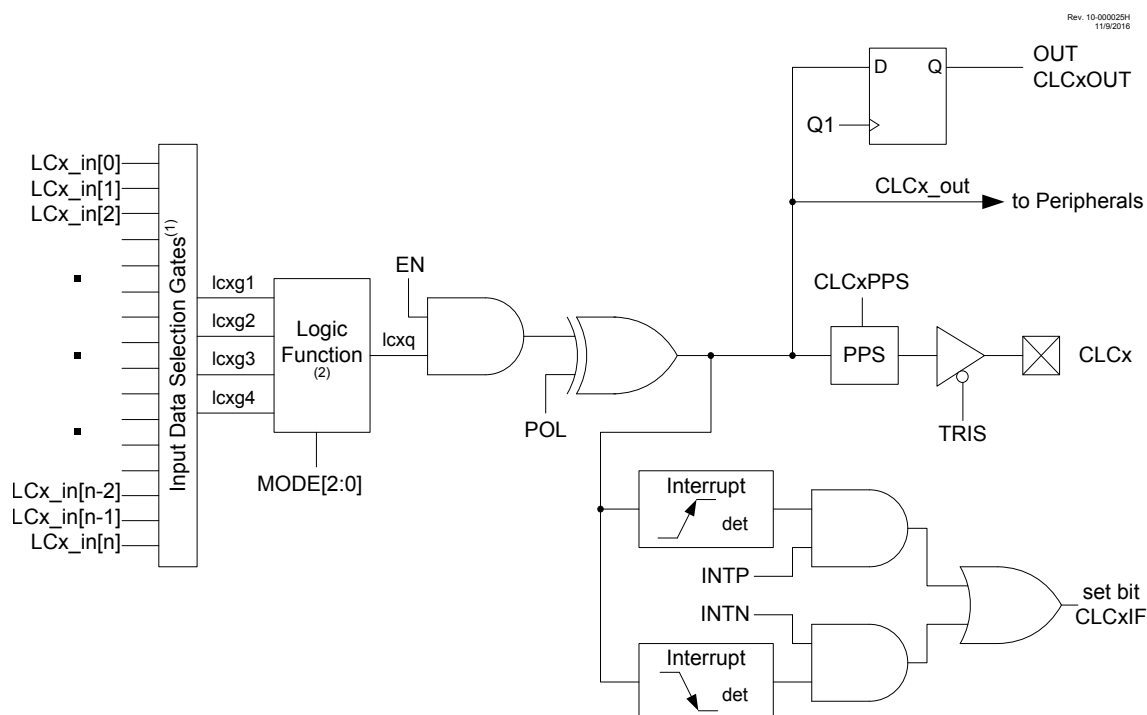 Rev. 10-000025H
11/9/2016
OUT
CLCxOUT
D
Q
Q1
CLCx_out
to Peripherals
LCx_in[0]
LCx_in[1]
LCx_in[2]
LCx_in[n-2]
LCx_in[n-1]
LCx_in[n]
Input Data Selection Gates(1)
lcxg1
lcxg2
lcxg3
lcxg4
Logic
Function
(2)
MODE[2:0]
lcxq
EN
POL
CLCxPPS
PPS
TRIS
CLCx
Interrupt
det
INTP
INTN
Interrupt
det
set bit
CLCxIF